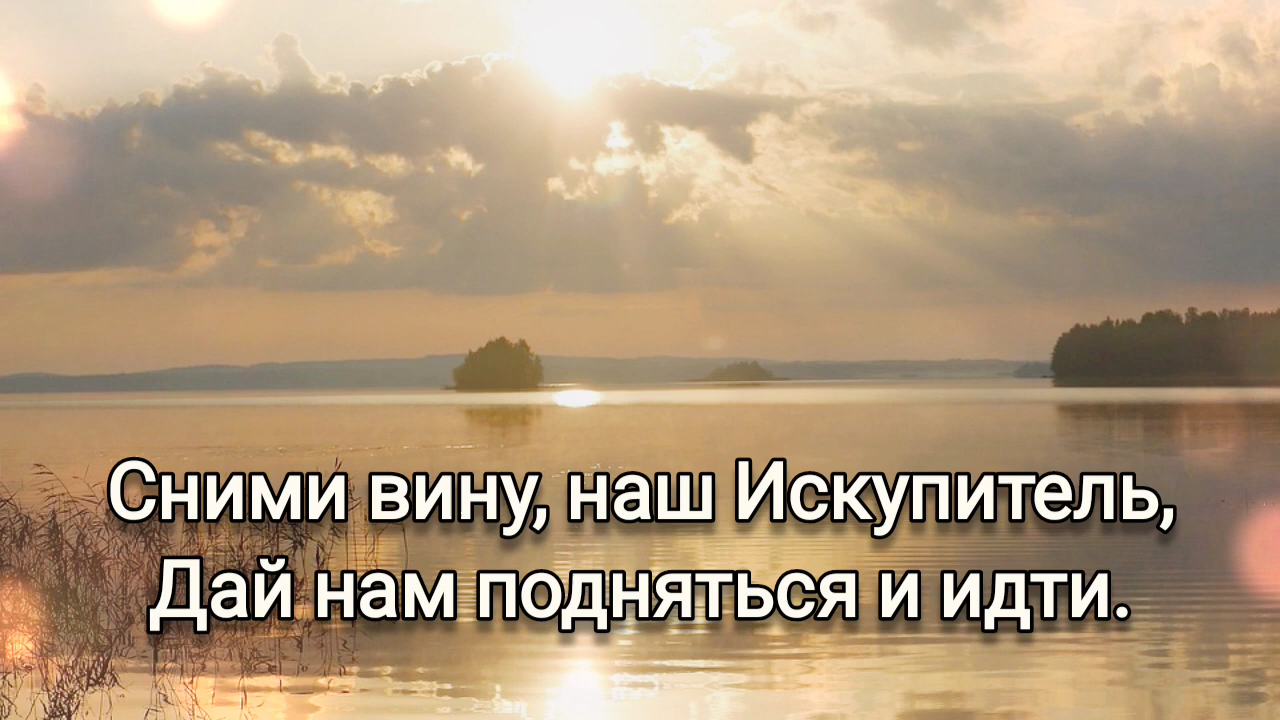 Сними вину, наш Искупитель,
Дай нам подняться и идти.